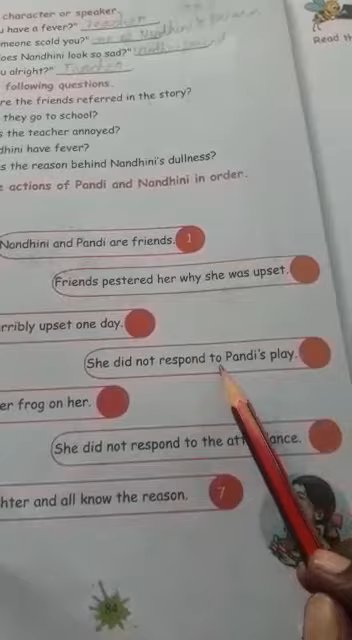 character or speaker.
have a fever?" Teacher
meone scold you?" of Nandhini's
oes Nandhini look so sad?"
u alright?" Teacher
following questions.
re the friends referred in the story?
they go to school?
s the teacher annoyed?
dhini have fever?
s the reason behind Nandhini's dullness?
e actions of Pandi and Nandhini in order.
Nandhini and Pandi are friends. 1
Friends pestered her why she was upset.
rribly upset one day.
She did not respond to Pandi's play.
er frog on her.
She did not respond to the att ance.
hter and all know the reason. 7
Read th